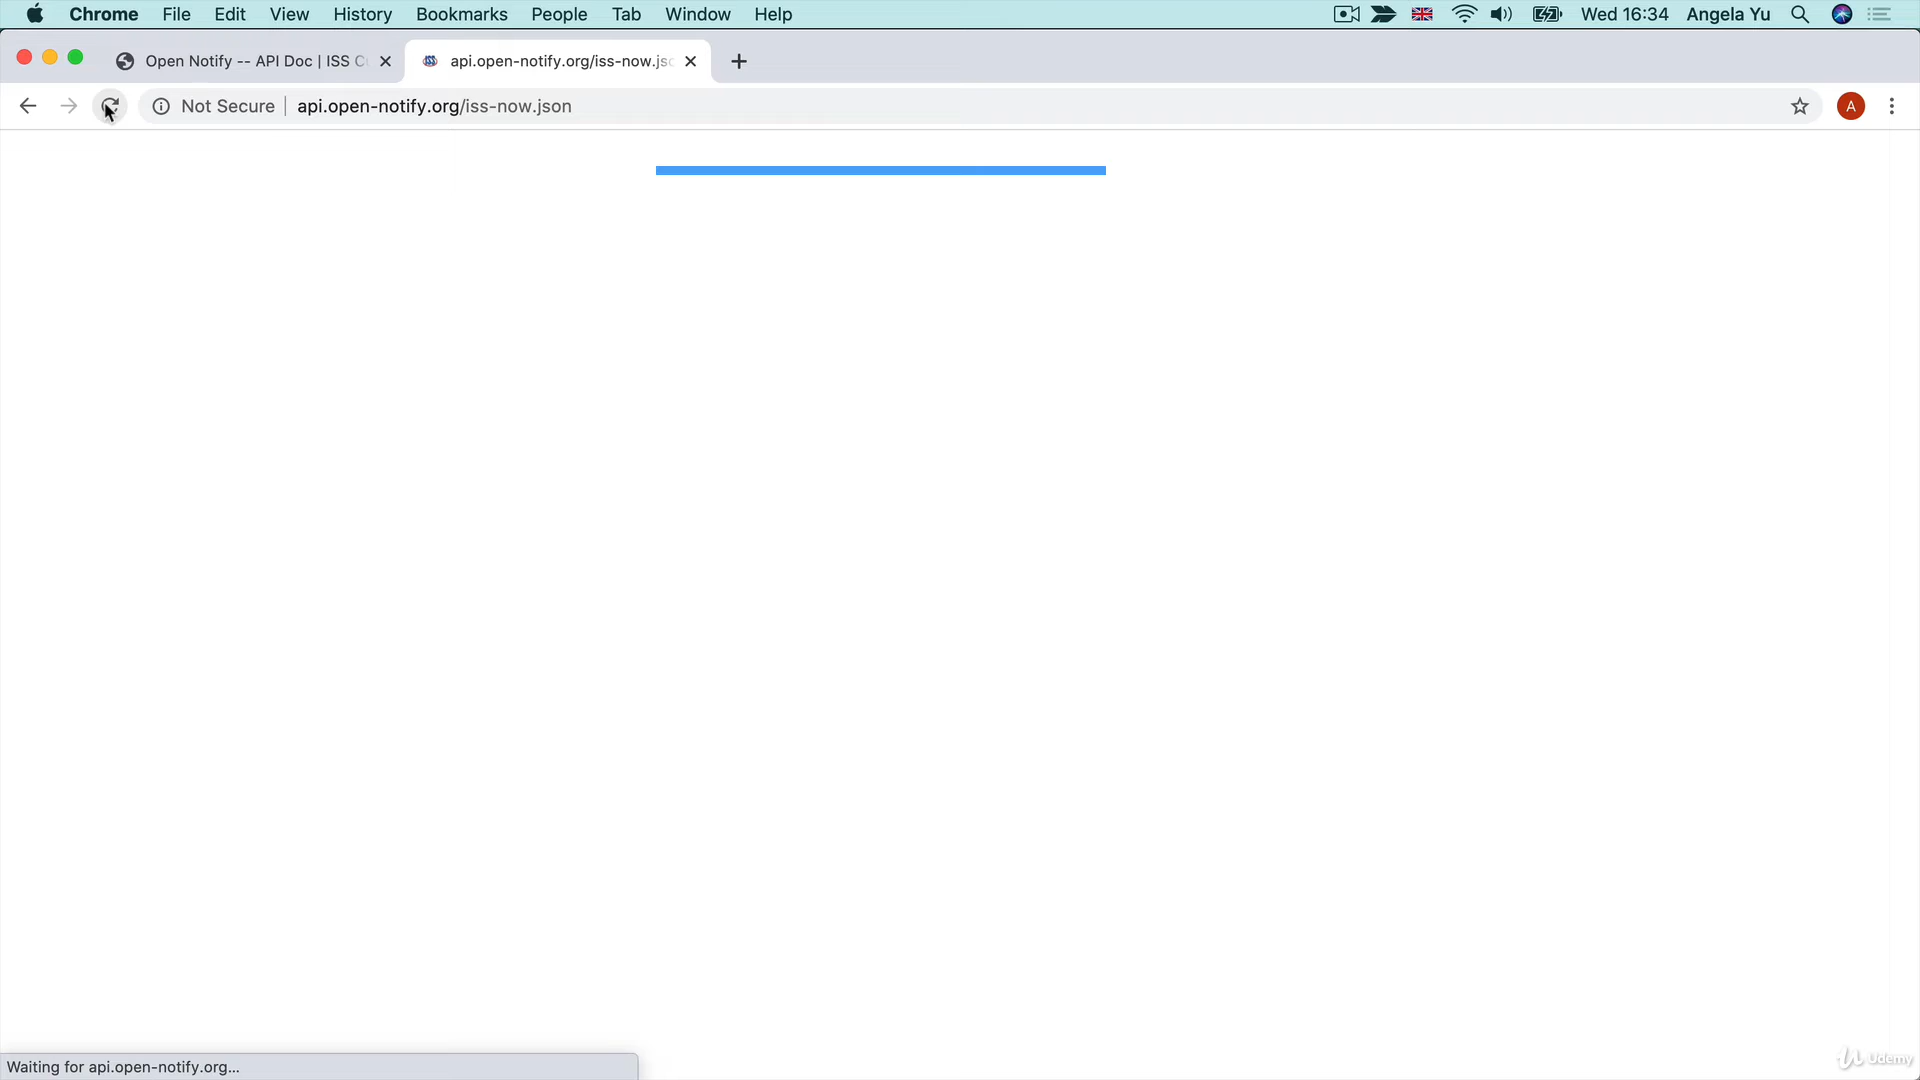 Chrome File Edit View History Bookmarks People Tab Window Help Wed 16:34 Angela Yu
Open Notify -- API Doc | ISS C
api.open-notify.org/iss-now.jsc
Not Secure api.open-notify.org/iss-now.json A
Waiting for api.open-notify.org...
Udemy